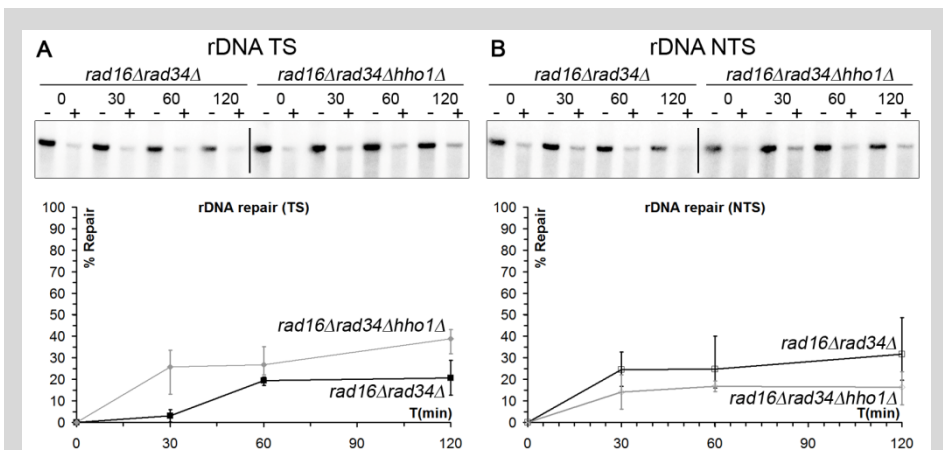 A
rDNA TS
rad16Δrad34Δ
rad16Δrad34Δhho1Δ
0 30 60 120 0 30 60 120
- + - + - + - + - + - + - + - +
rDNA repair (TS)
% Repair
100
90
80
70
60
50
40
30
20
10
0
rad16Δrad34Δhho1Δ
rad16Δrad34Δ
T(min)
0 30 60 90 120
B
rDNA NTS
rad16Δrad34Δ
rad16Δrad34Δhho1Δ
0 30 60 120 0 30 60 120
- + - + - + - + - + - + - + - +
rDNA repair (NTS)
% Repair
100
90
80
70
60
50
40
30
20
10
0
rad16Δrad34Δ
rad16Δrad34Δhho1Δ
T(min)
0 30 60 90 120